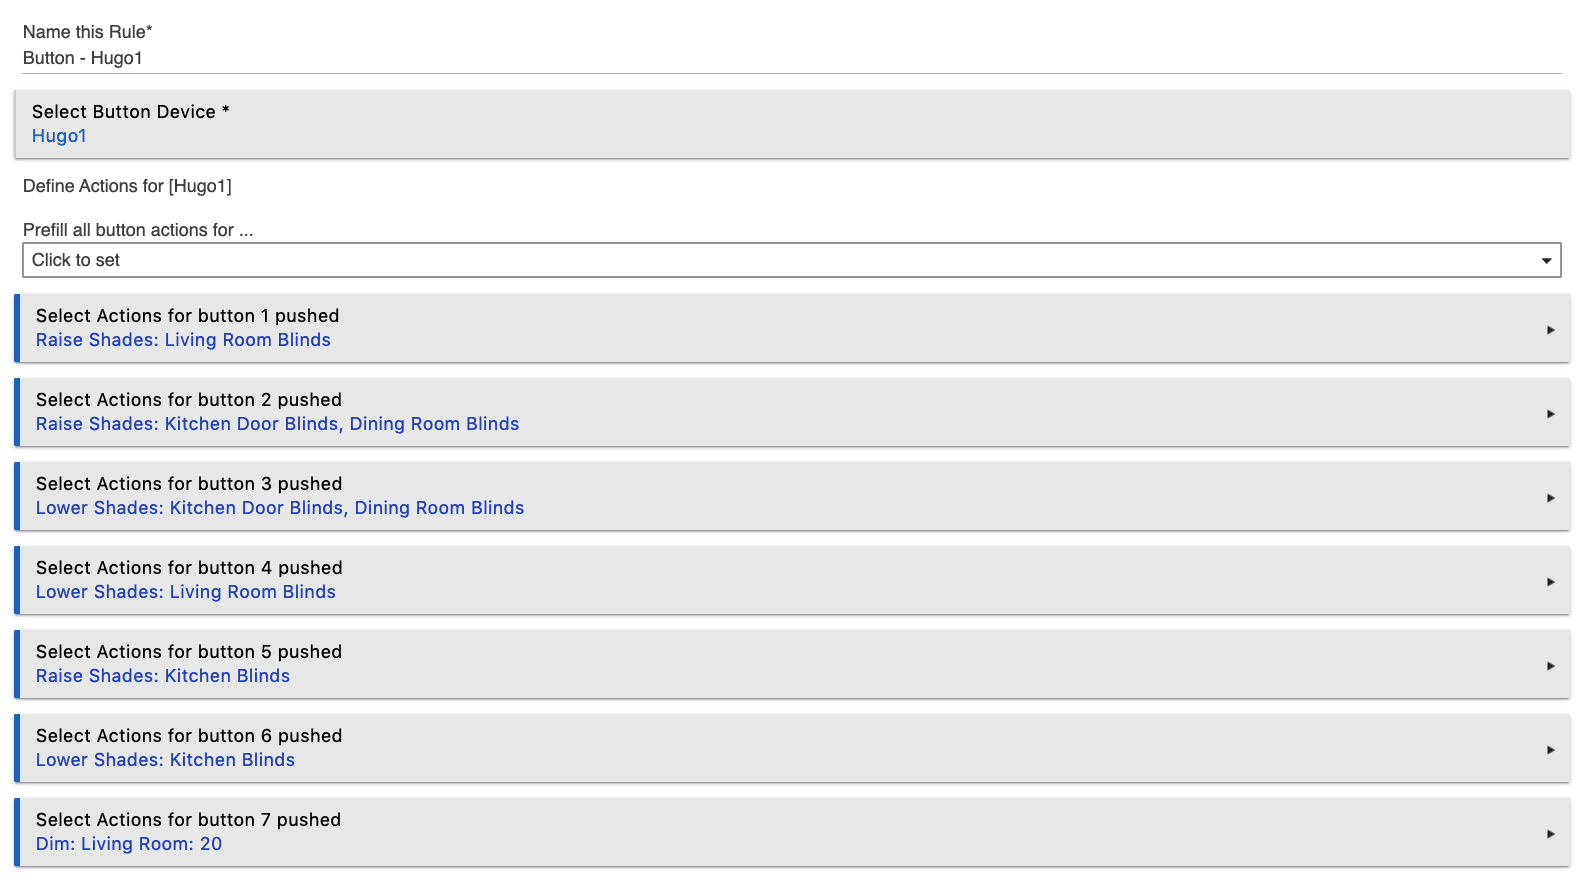 Name this Rule*
Button - Hugo1
Select Button Device *
Hugo1
Define Actions for [Hugo1]
Prefill all button actions for ...
Click to set
Select Actions for button 1 pushed
Raise Shades: Living Room Blinds
Select Actions for button 2 pushed
Raise Shades: Kitchen Door Blinds, Dining Room Blinds
Select Actions for button 3 pushed
Lower Shades: Kitchen Door Blinds, Dining Room Blinds
Select Actions for button 4 pushed
Lower Shades: Living Room Blinds
Select Actions for button 5 pushed
Raise Shades: Kitchen Blinds
Select Actions for button 6 pushed
Lower Shades: Kitchen Blinds
Select Actions for button 7 pushed
Dim: Living Room: 20